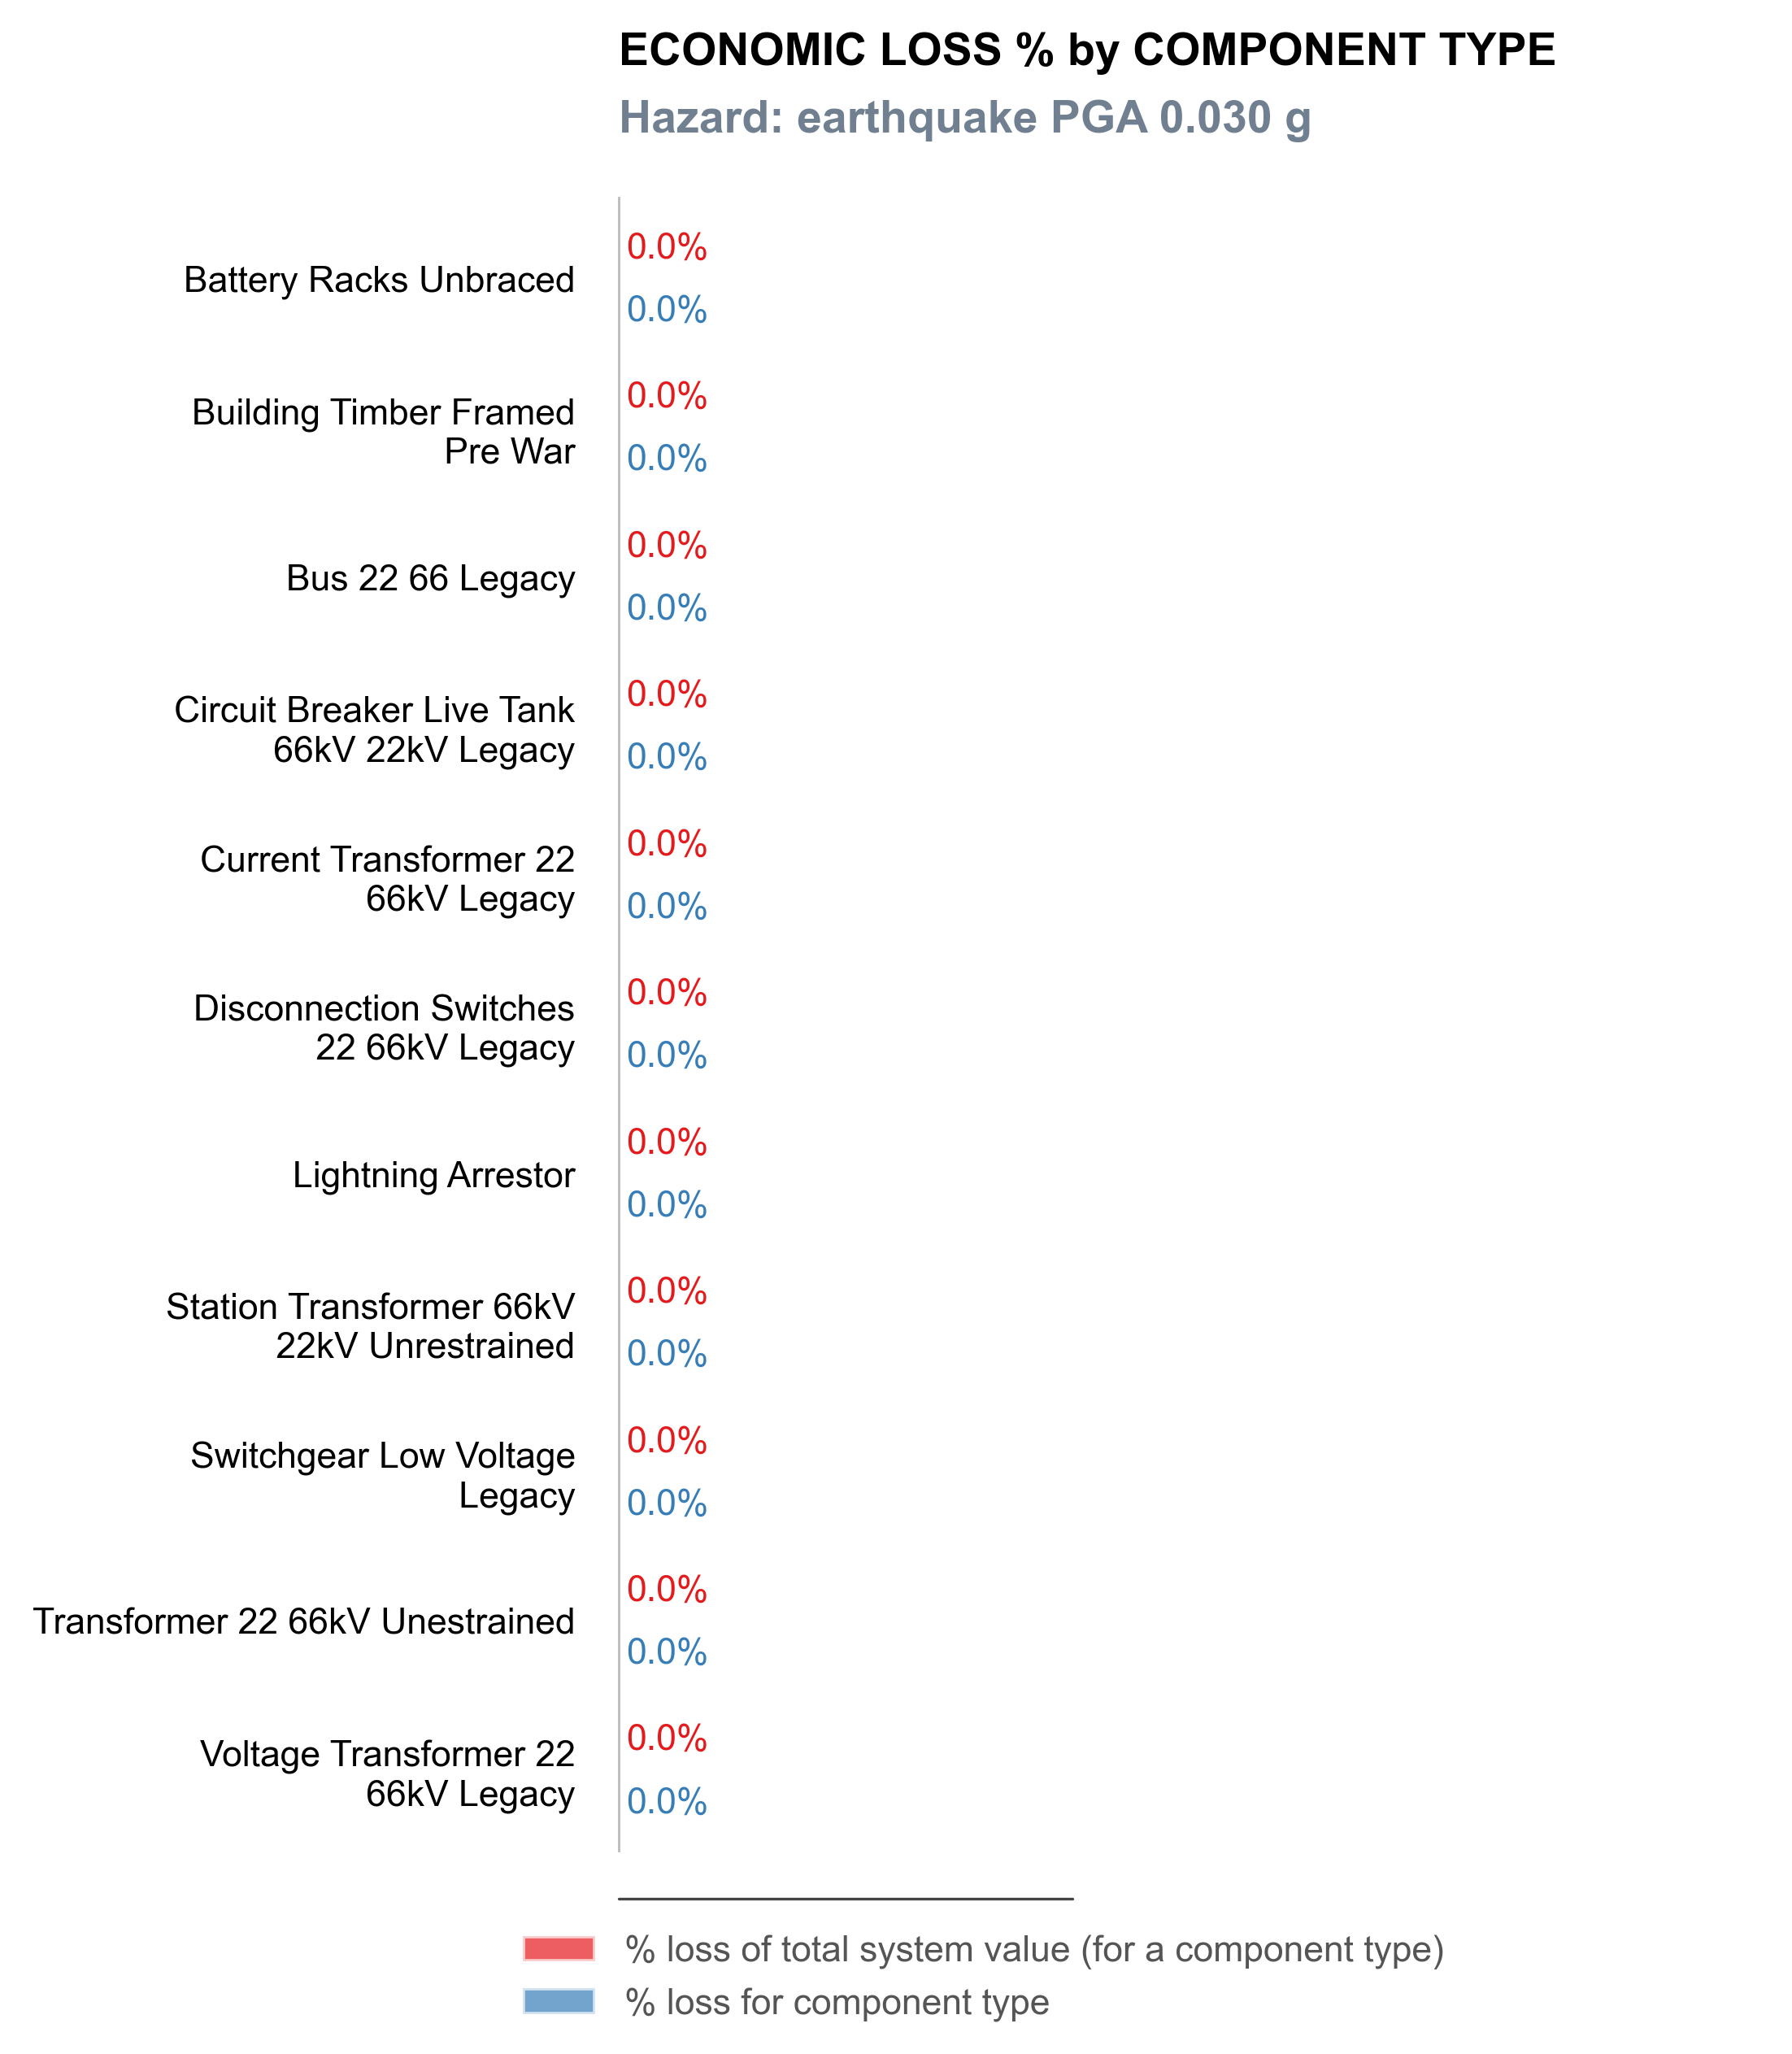 ECONOMIC LOSS % by COMPONENT TYPE
Hazard: earthquake PGA 0.030 g
Battery Racks Unbraced
0.0%
0.0%
Building Timber Framed
Pre War
0.0%
0.0%
Bus 22 66 Legacy
0.0%
0.0%
Circuit Breaker Live Tank
66kV 22kV Legacy
0.0%
0.0%
Current Transformer 22
66kV Legacy
0.0%
0.0%
Disconnection Switches
22 66kV Legacy
0.0%
0.0%
Lightning Arrestor
0.0%
0.0%
Station Transformer 66kV
22kV Unrestrained
0.0%
0.0%
Switchgear Low Voltage
Legacy
0.0%
0.0%
Transformer 22 66kV Unestrained
0.0%
0.0%
Voltage Transformer 22
66kV Legacy
0.0%
0.0%
% loss of total system value (for a component type)
% loss for component type